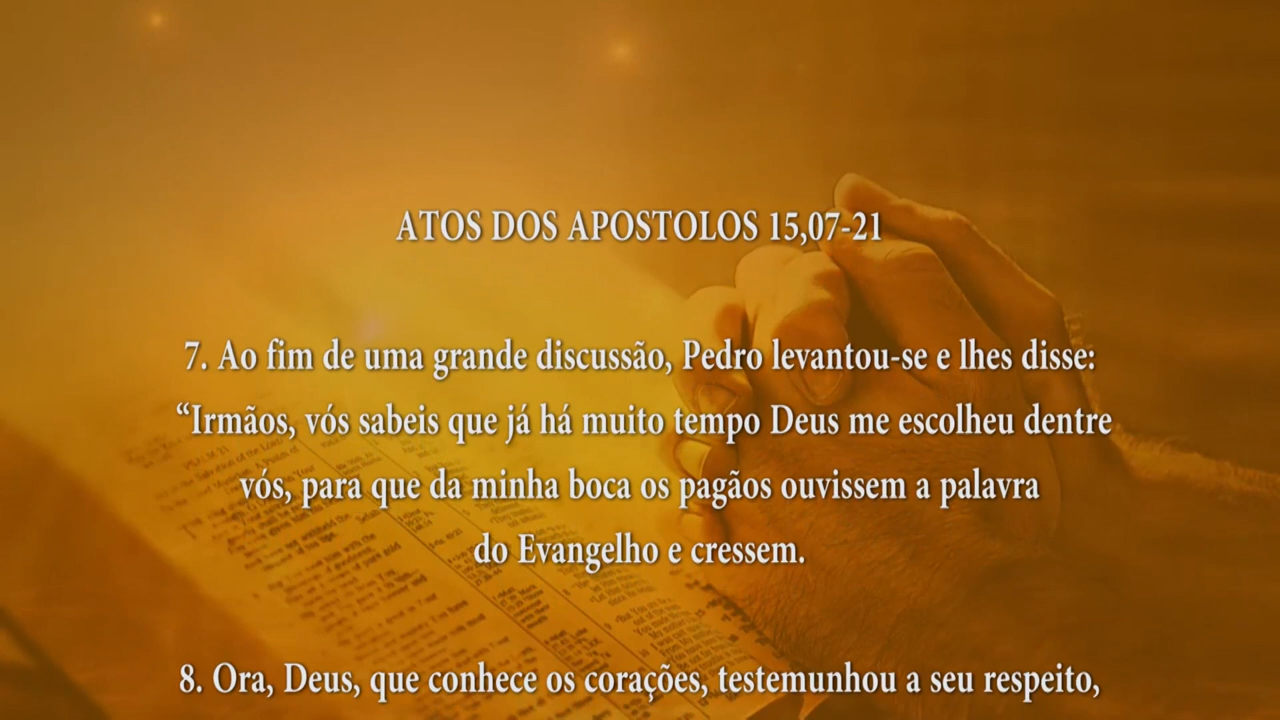 ATOS DOS APOSTOLOS 15,07-21
7. Ao fim de uma grande discussão, Pedro levantou-se e lhes disse:
“Irmãos, vós sabeis que já há muito tempo Deus me escolheu dentre
vós, para que da minha boca os pagãos ouvissem a palavra
do Evangelho e cressem.
8. Ora, Deus, que conhece os corações, testemunhou a seu respeito,